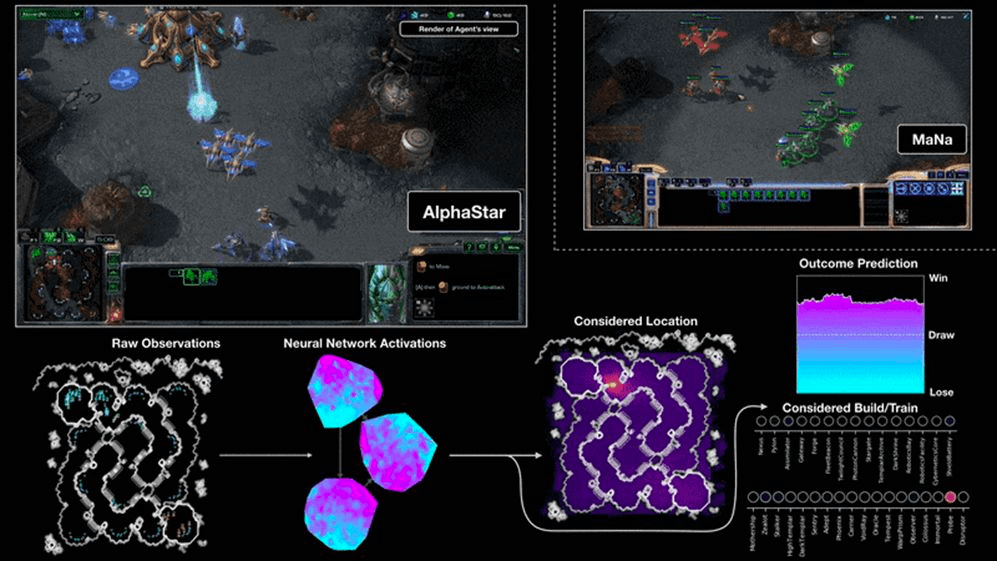 Render of Agent's view
AlphaStar
MaNa
Outcome Prediction
Win
Draw
Lose
Raw Observations
Neural Network Activations
Considered Location
Considered Build/Train
Nexus
Pylon
Assimilator
Gateway
Forge
FleetBeacon
TwilightCouncil
PhotonCannon
Stargate
TemplarArchive
DarkShrine
RoboticsBay
RoboticsFacility
CyberneticsCore
ShieldBattery
Mothership
Zealot
Stalker
HighTemplar
DarkTemplar
Sentry
Adept
Phoenix
Carrier
VoidRay
Oracle
Tempest
WarpPrism
Observer
Colossus
Immortal
Probe
Disruptor
to Move
[A] then ground to Autoattack
Menu